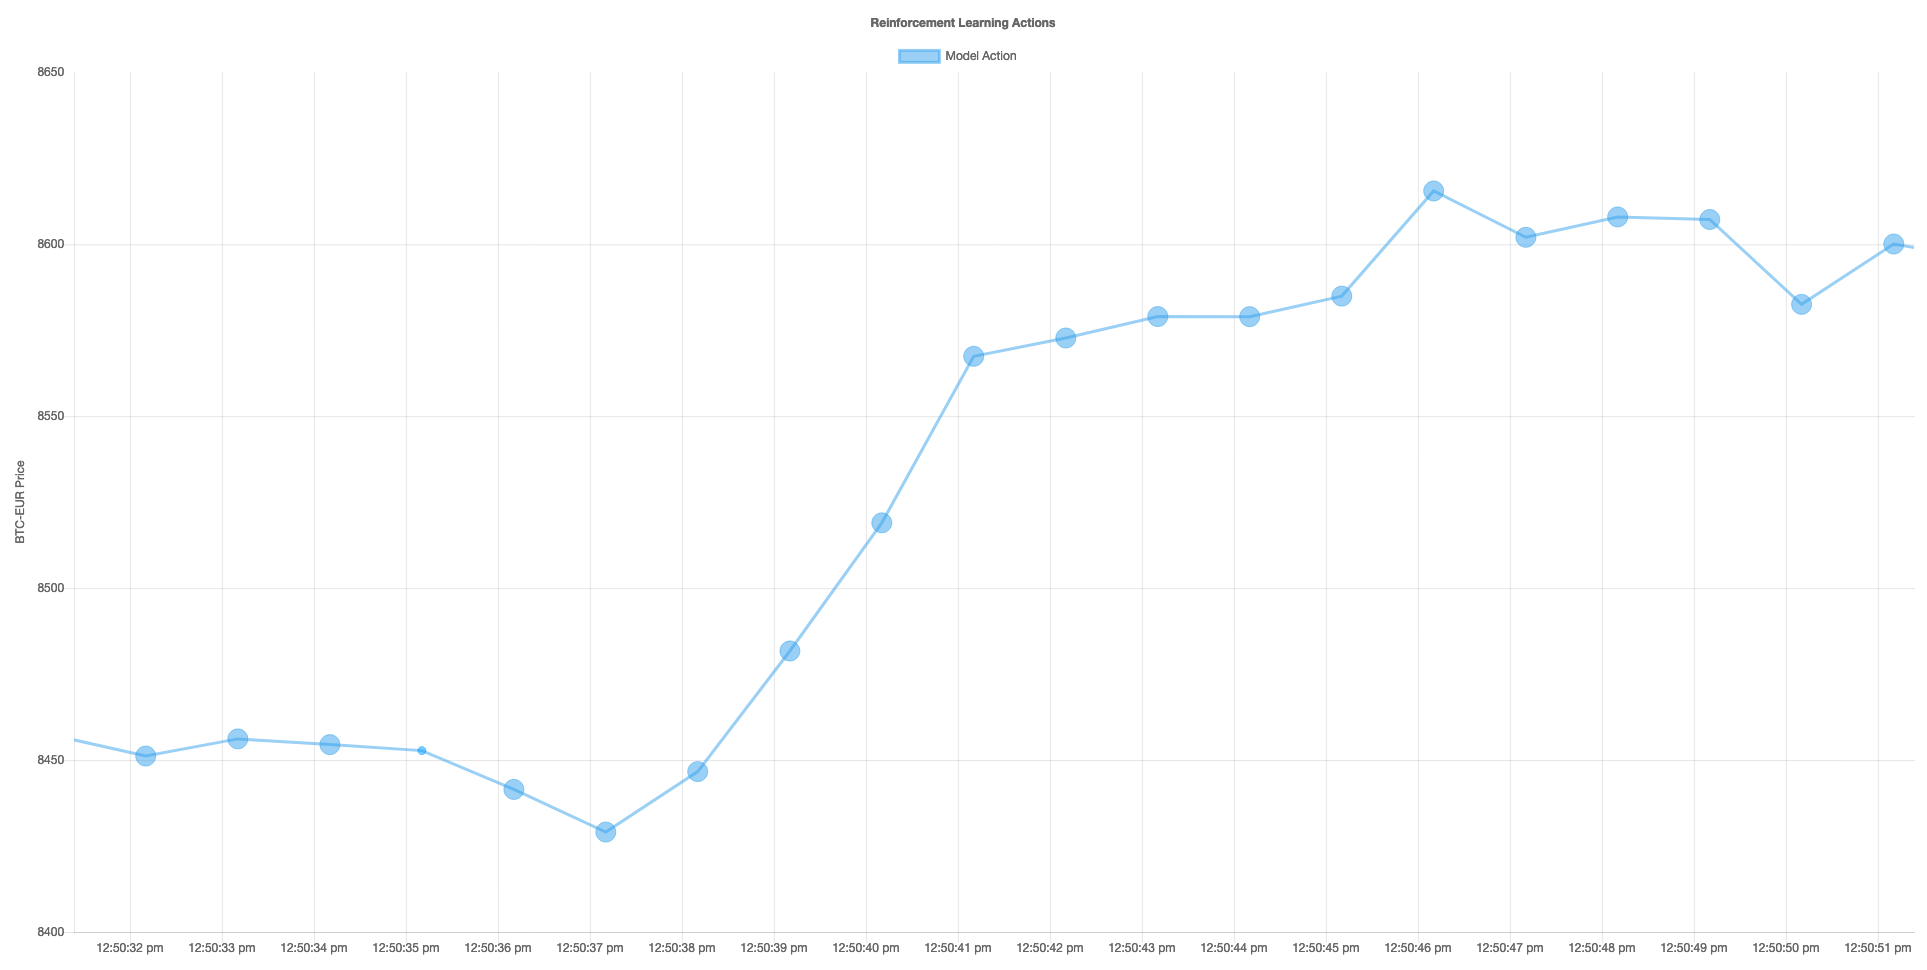 Reinforcement Learning Actions
Model Action
8650
8600
8550
8500
8450
8400
BTC-EUR Price
12:50:32 pm 12:50:33 pm 12:50:34 pm 12:50:35 pm 12:50:36 pm 12:50:37 pm 12:50:38 pm 12:50:39 pm 12:50:40 pm 12:50:41 pm 12:50:42 pm 12:50:43 pm 12:50:44 pm 12:50:45 pm 12:50:46 pm 12:50:47 pm 12:50:48 pm 12:50:49 pm 12:50:50 pm 12:50:51 pm